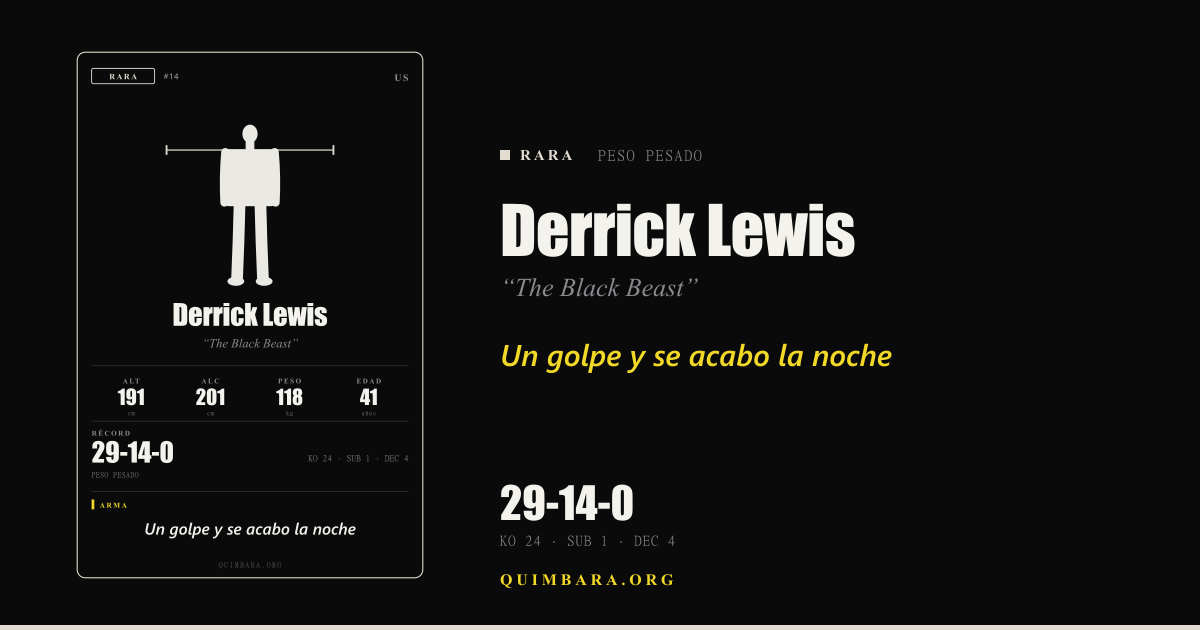 RARA #14 US
Derrick Lewis
“The Black Beast”
ALT ALC PESO EDAD
191 201 118 41
cm cm kg años
RÉCORD
29-14-0
KO 24 · SUB 1 · DEC 4
PESO PESADO
ARMA
Un golpe y se acabo la noche
QUIMBARA.ORG
RARA PESO PESADO
Derrick Lewis
“The Black Beast”
Un golpe y se acabo la noche
29-14-0
KO 24 · SUB 1 · DEC 4
QUIMBARA.ORG